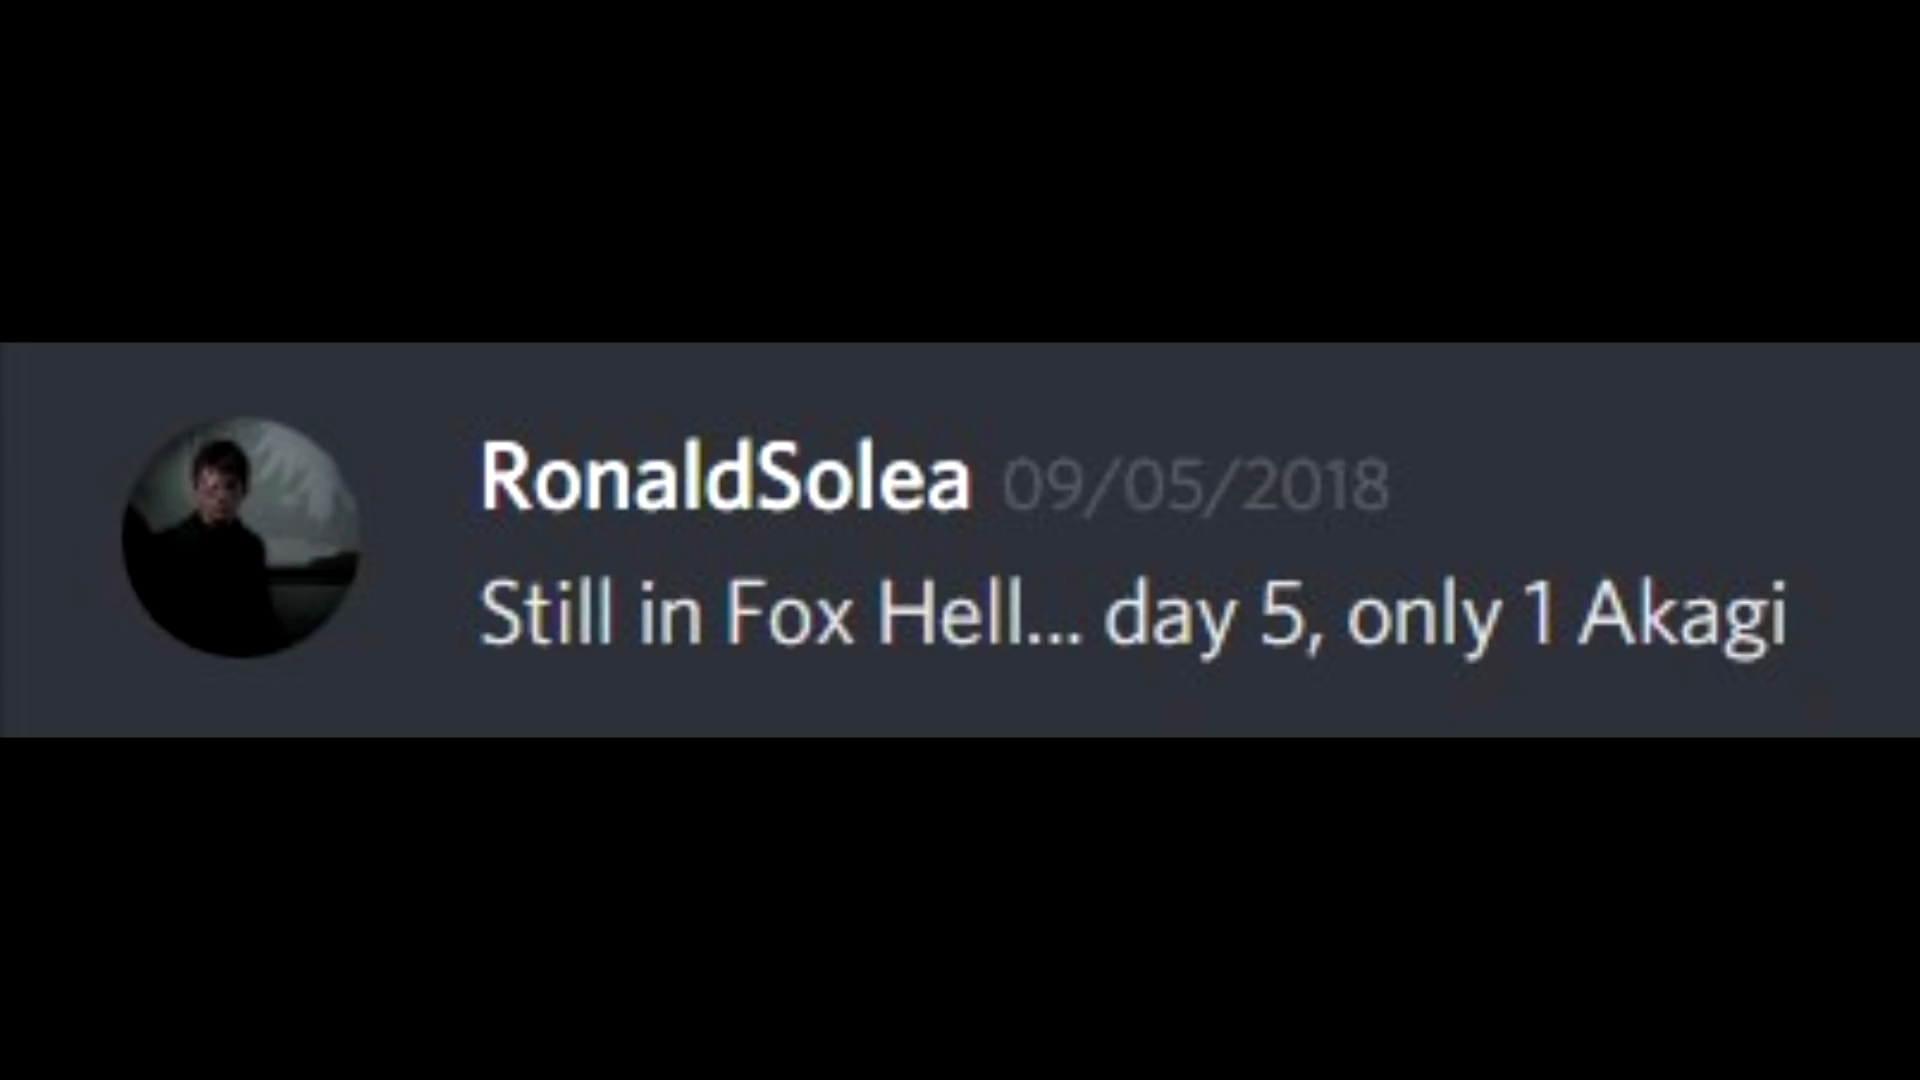 RonaldSolea 09/05/2018
Still in Fox Hell... day 5, only 1 Akagi